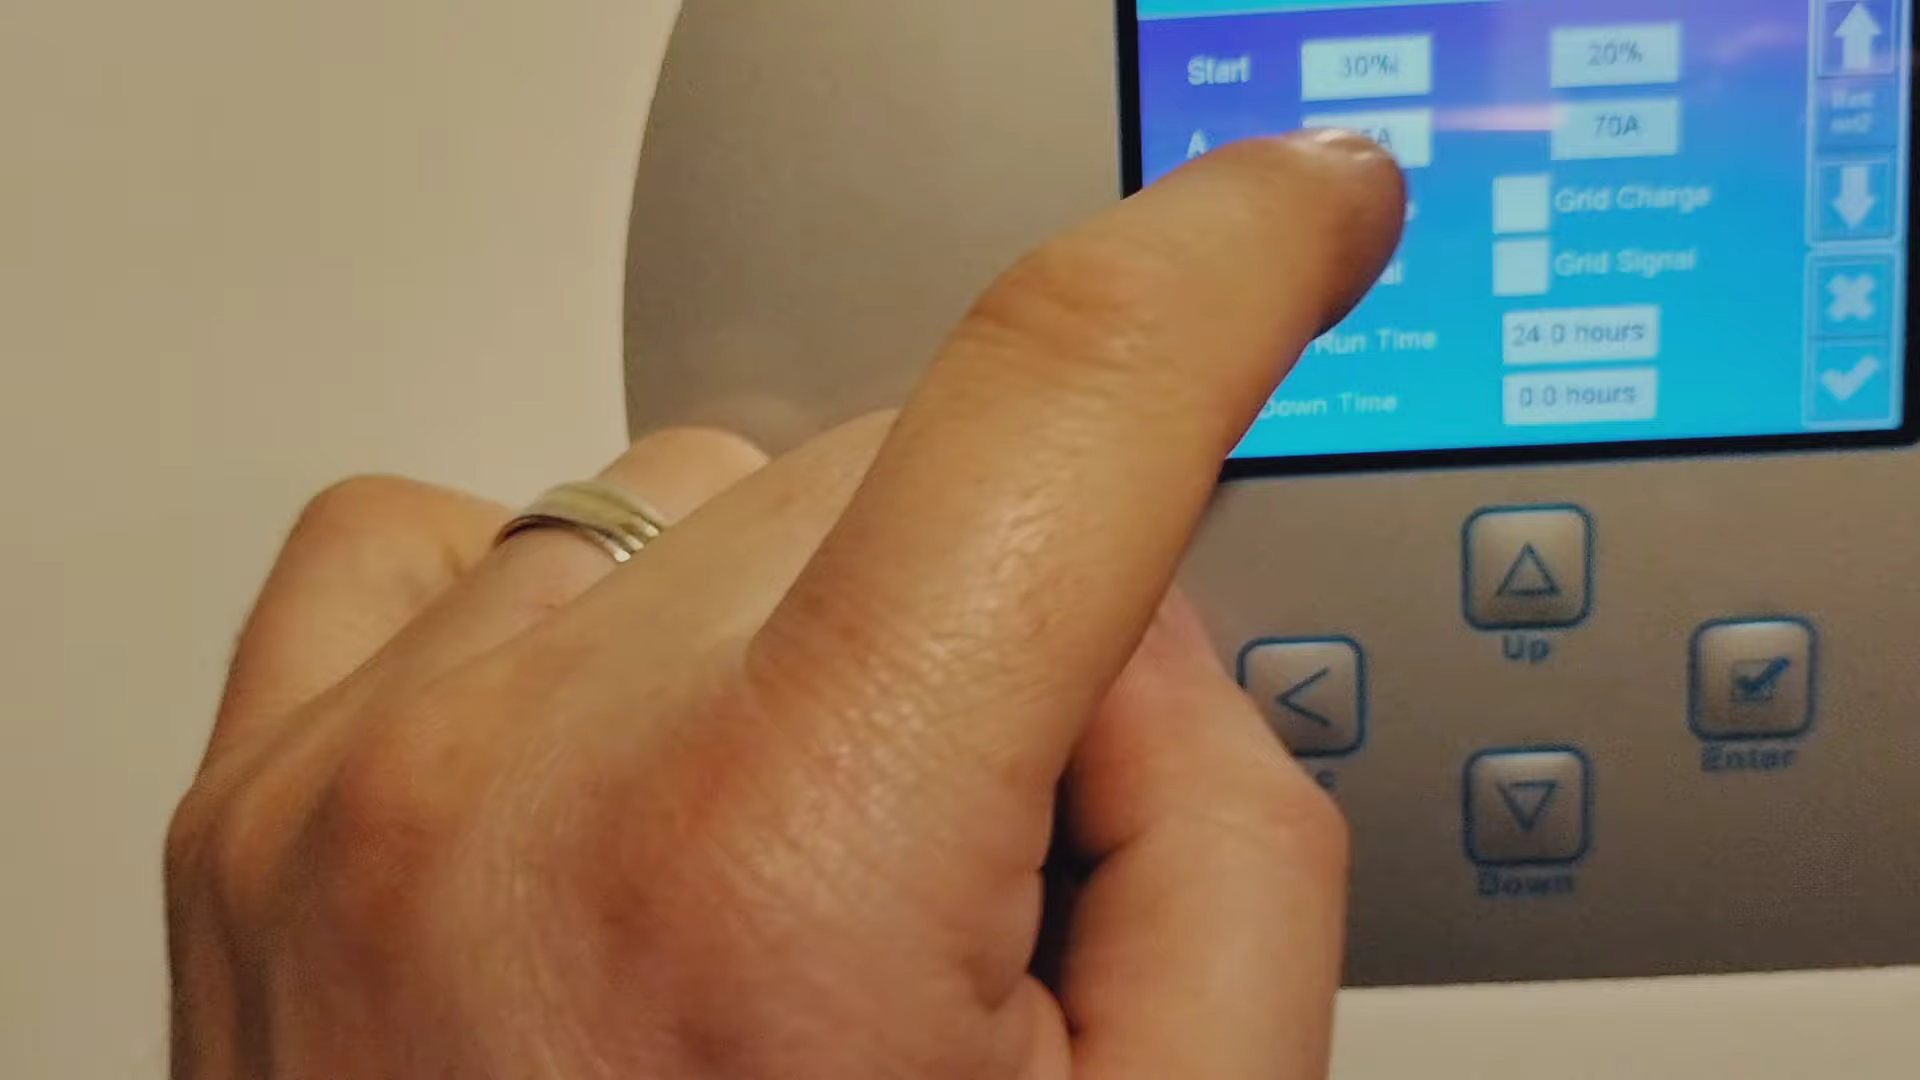 Start 30% 20%
A 70A
Grid Charge
Grid Signal
Run Time 24.0 hours
Down Time 0.0 hours
Up
Enter
Down